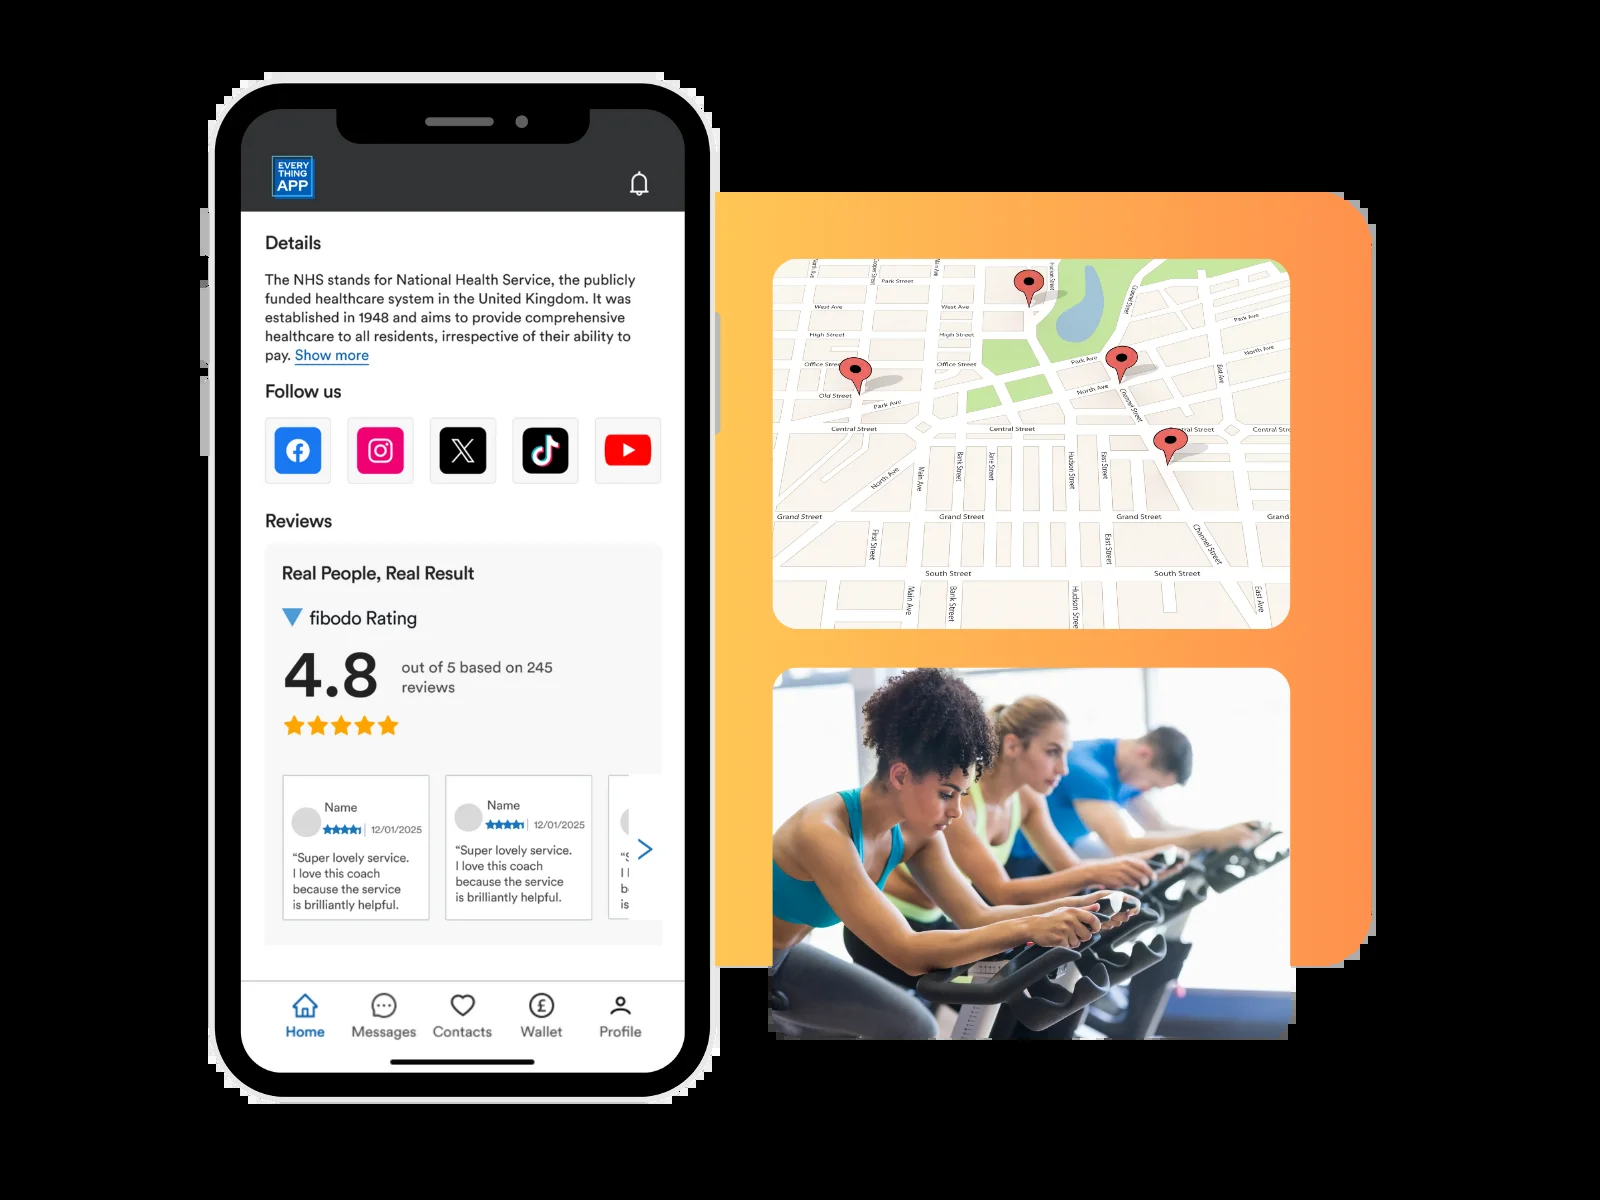 EVERY
THING
APP
Details
The NHS stands for National Health Service, the publicly
funded healthcare system in the United Kingdom. It was
established in 1948 and aims to provide comprehensive
healthcare to all residents, irrespective of their ability to
pay. Show more
Follow us
Reviews
Real People, Real Result
fibodo Rating
4.8
out of 5 based on 245
reviews
Name
12/01/2025
“Super lovely service.
I love this coach
because the service
is brilliantly helpful.
Name
12/01/2025
“Super lovely service.
I love this coach
because the service
is brilliantly helpful.
“S
I l
b
is
Home
Messages
Contacts
Wallet
Profile
Park Street
West Ave
West Ave
High Street
High Street
Park Ave
Office Street
Office Street
Park Ave
North Ave
North Ave
East Ave
Old Street
Park Ave
Channel Street
Channel Street
Central Street
Central Street
tral Street
Central Str
North Ave
Main Ave
Bank Street
Jane Street
Hudson Street
East Street
Grand Street
Grand Street
Grand Street
Grand
First Street
East Street
Channel Street
South Street
South Street
Main Ave
Bank Street
Hudson Stree
East Ave